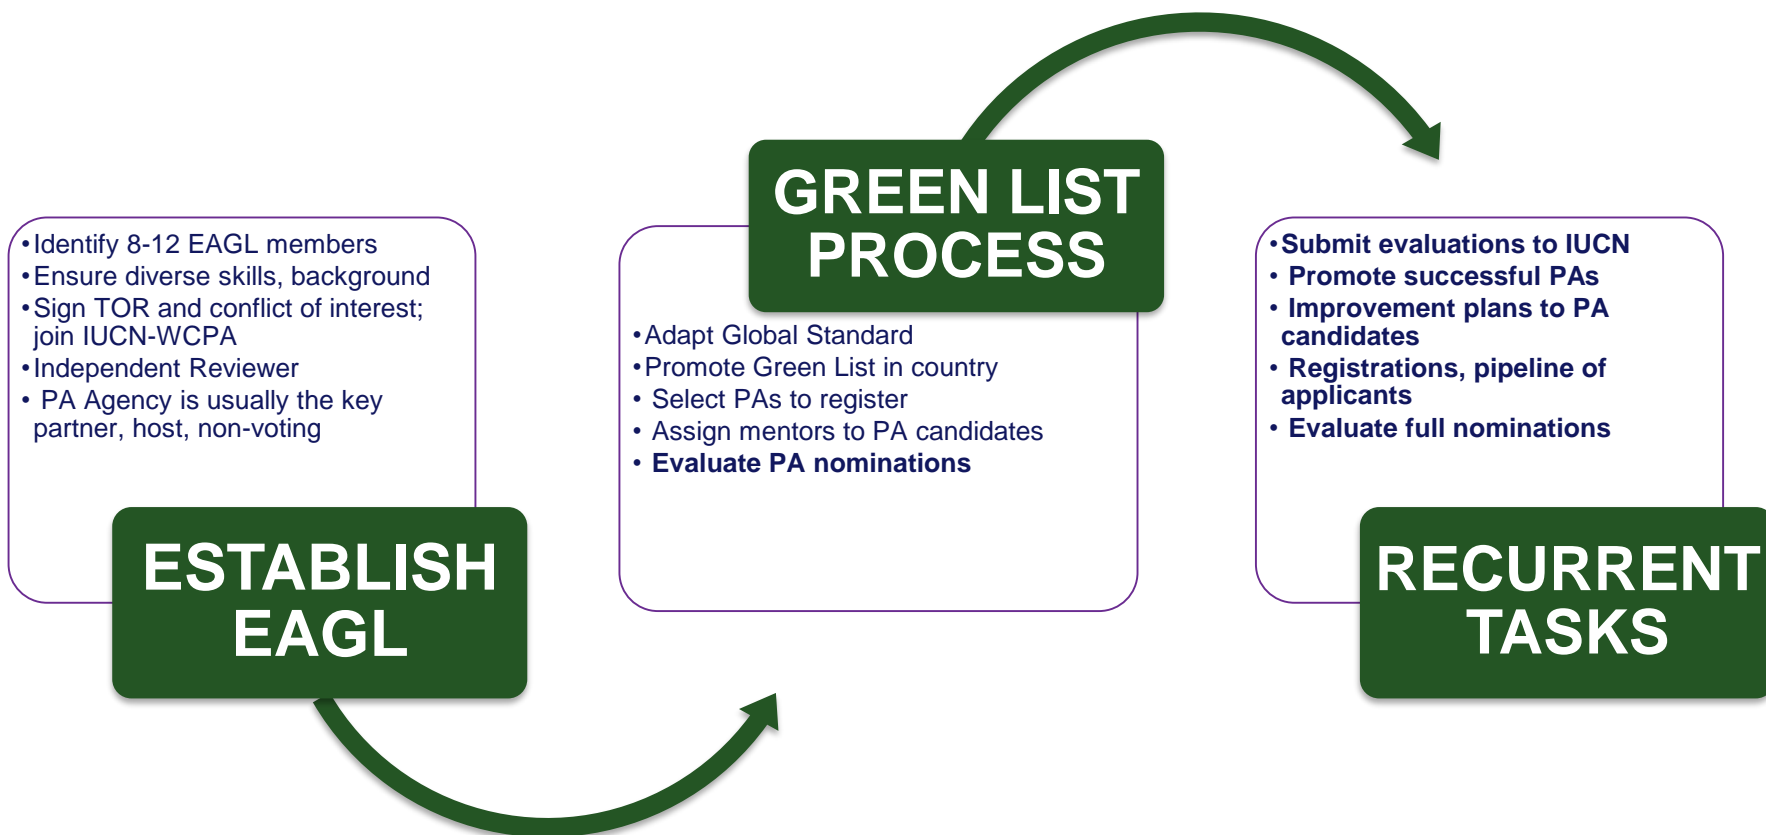 •Identify 8-12 EAGL members
•Ensure diverse skills, background
•Sign TOR and conflict of interest;
join IUCN-WCPA
•Independent Reviewer
• PA Agency is usually the key
partner, host, non-voting
ESTABLISH
EAGL
GREEN LIST
PROCESS
•Adapt Global Standard
•Promote Green List in country
• Select PAs to register
• Assign mentors to PA candidates
• Evaluate PA nominations
• Submit evaluations to IUCN
• Promote successful PAs
• Improvement plans to PA
candidates
• Registrations, pipeline of
applicants
• Evaluate full nominations
RECURRENT
TASKS